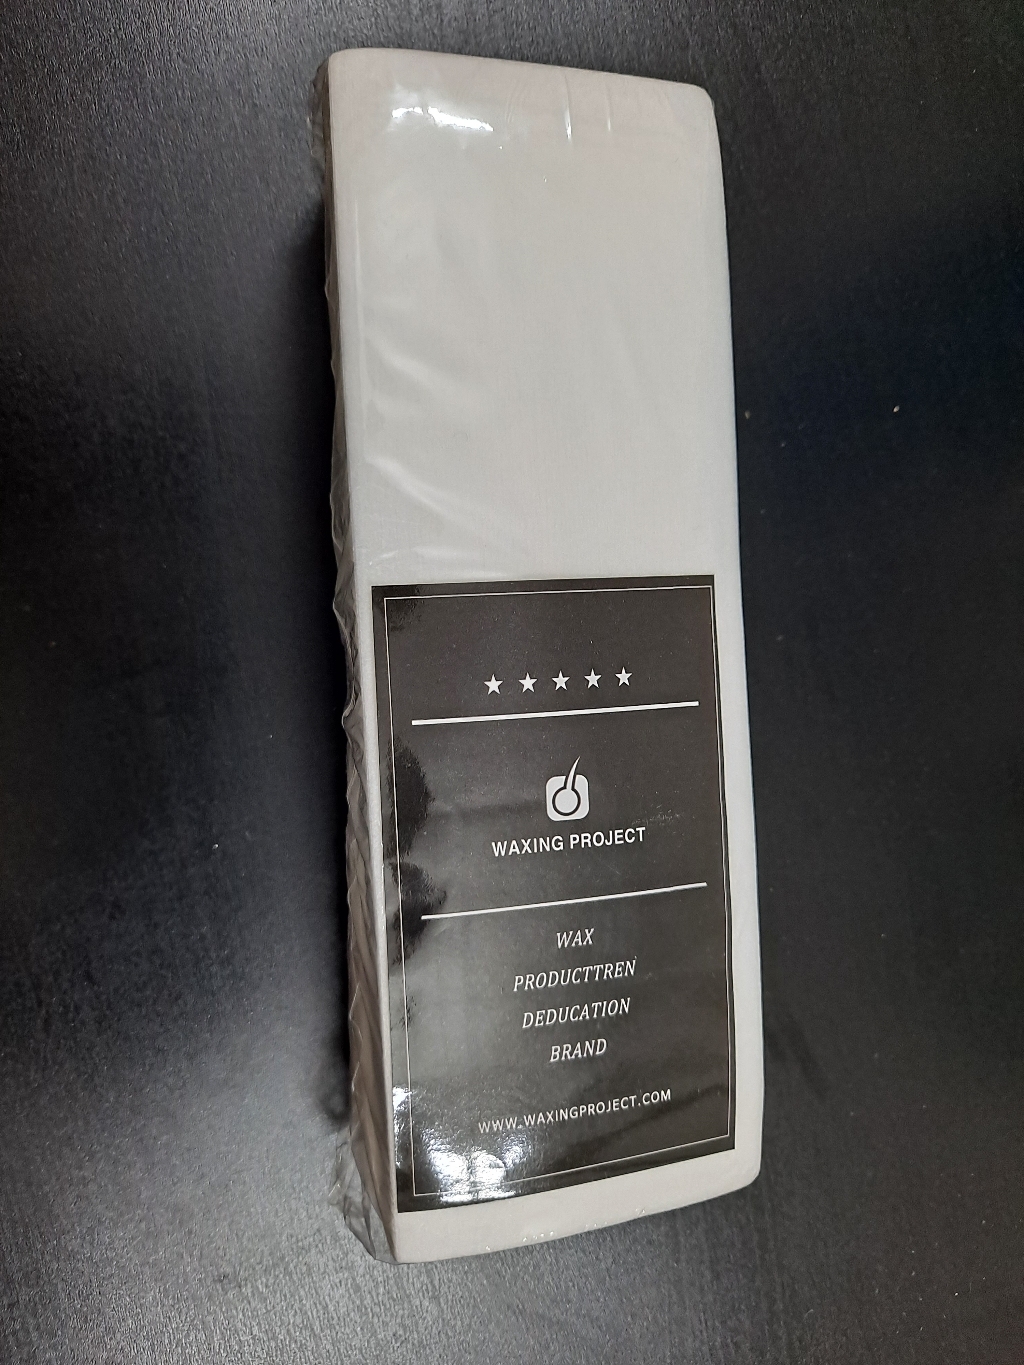 WAXING PROJECT
WAX
PRODUCTTREN
DEDUCATION
BRAND
WWW.WAXINGPROJECT.COM